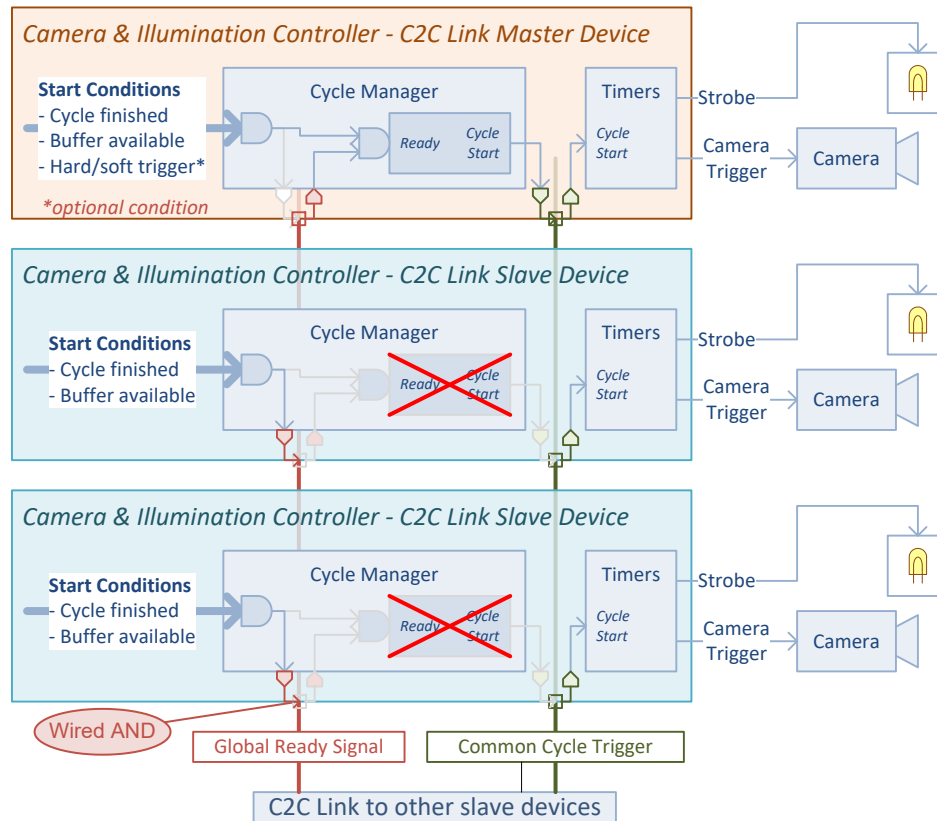 Camera & Illumination Controller - C2C Link Master Device
Start Conditions
- Cycle finished
- Buffer available
- Hard/soft trigger*
*optional condition
Cycle Manager
Ready
Cycle
Start
Timers
Cycle
Start
Strobe
Camera
Trigger
Camera
Camera & Illumination Controller - C2C Link Slave Device
Start Conditions
- Cycle finished
- Buffer available
Cycle Manager
Ready
Cycle
Start
Timers
Cycle
Start
Strobe
Camera
Trigger
Camera
Camera & Illumination Controller - C2C Link Slave Device
Start Conditions
- Cycle finished
- Buffer available
Cycle Manager
Ready
Cycle
Start
Timers
Cycle
Start
Strobe
Camera
Trigger
Camera
Wired AND
Global Ready Signal
Common Cycle Trigger
C2C Link to other slave devices